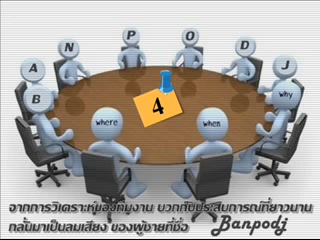 A N P O D J
B why
4
where when
จากการวิเคราะห์ของทีมงาน บวกกับประสบการณ์ที่ยาวนาน
กลั่นมาเป็นลมเสียง ของผู้ชายที่ชื่อ Banpodj